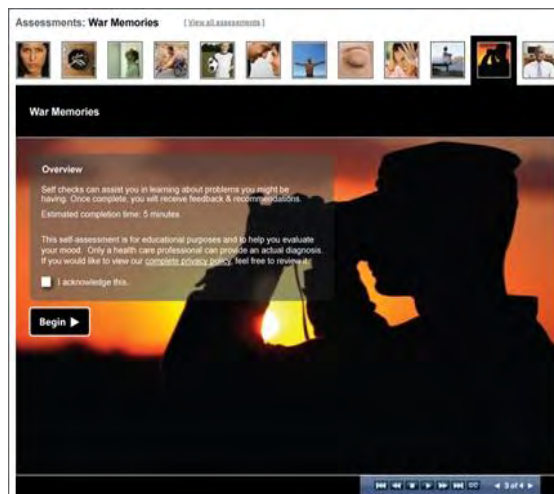 Assessments: War Memories [ View all assessments ]
War Memories
Overview
Self checks can assist you in learning about problems you might be
having. Once complete, you will receive feedback & recommendations.
Estimated completion time: 5 minutes.
This self-assessment is for educational purposes and to help you evaluate
your mood. Only a health care professional can provide an actual diagnosis.
If you would like to view our complete privacy policy, feel free to review it.
I acknowledge this.
Begin
CC 3 of 4